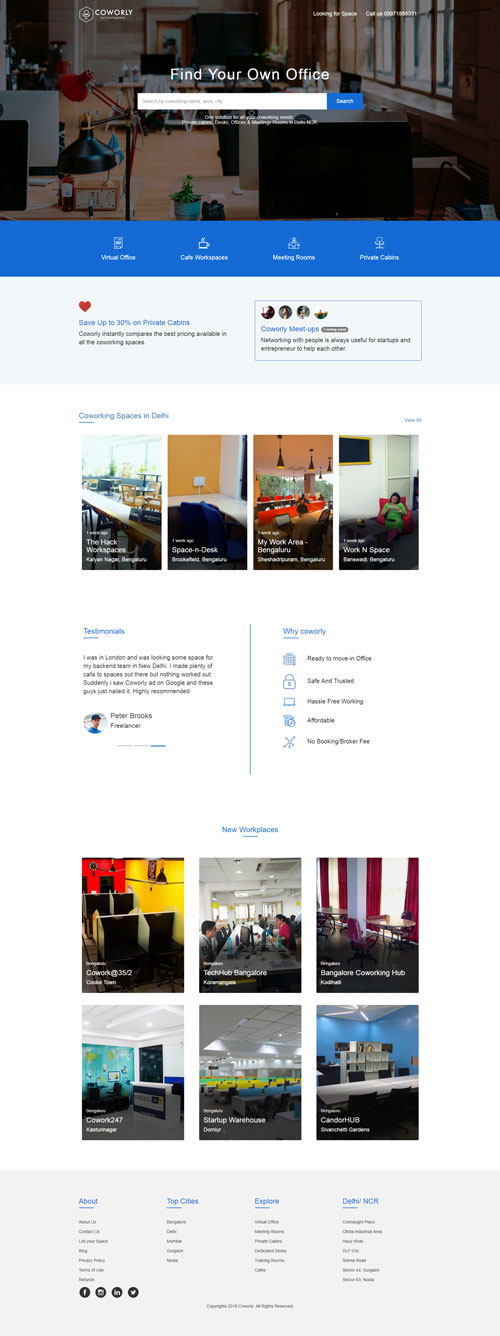 COWORLY
Looking for Space
Call us 09971885331
Find Your Own Office
Search by coworking name, area, city
Search
One solution for all your coworking needs
Private cabins, Desks, Offices & Meetings Rooms in Delhi NCR
Virtual Office
Cafe Workspaces
Meeting Rooms
Private Cabins
Save Up to 30% on Private Cabins
Coworly instantly compares the best pricing available in
all the coworking spaces.
Coworly Meet-ups Coming soon
Networking with people is always useful for startups and
entrepreneur to help each other.
Coworking Spaces in Delhi
View All
1 week ago
The Hack
Workspaces
Kalyan Nagar, Bengaluru
1 week ago
Space-n-Desk
Brookefield, Bengaluru
1 week ago
My Work Area -
Bengaluru
Sheshadripuram, Bengaluru
1 week ago
Work N Space
Banswadi, Bengaluru
Testimonials
I was in London and was looking some space for
my backend team in New Delhi. I made plenty of
calls to spaces out there but nothing worked out.
Suddenly i saw Coworly ad on Google and these
guys just nailed it. Highly recommended.
Peter Brooks
Freelancer
Why coworly
Ready to move-in Office
Safe And Trusted
Hassle Free Working
Affordable
No Booking/Broker Fee
New Workplaces
Bengaluru
Cowork@35/2
Cooke Town
Bengaluru
TechHub Bangalore
Koramangala
Bengaluru
Bangalore Coworking Hub
Kodihalli
Bengaluru
Cowork247
Kasturinagar
Bengaluru
Startup Warehouse
Domlur
Bengaluru
CandorHUB
Sivanchetti Gardens
About
About Us
Contact Us
List your Space
Blog
Privacy Policy
Terms of Use
Refunds
Top Cities
Bangalore
Delhi
Mumbai
Gurgaon
Noida
Explore
Virtual Office
Meeting Rooms
Private Cabins
Dedicated Desks
Training Rooms
Cafes
Delhi/ NCR
Connaught Place
Okhla Industrial Area
Hauz Khas
DLF City
Sohna Road
Sector 44, Gurgaon
Sector 63, Noida
Copyrights 2018 Coworly. All Rights Reserved.